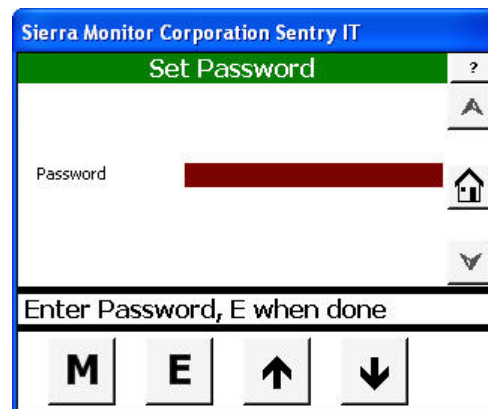 Sierra Monitor Corporation Sentry IT
Set Password
?
Password
Enter Password, E when done
M E